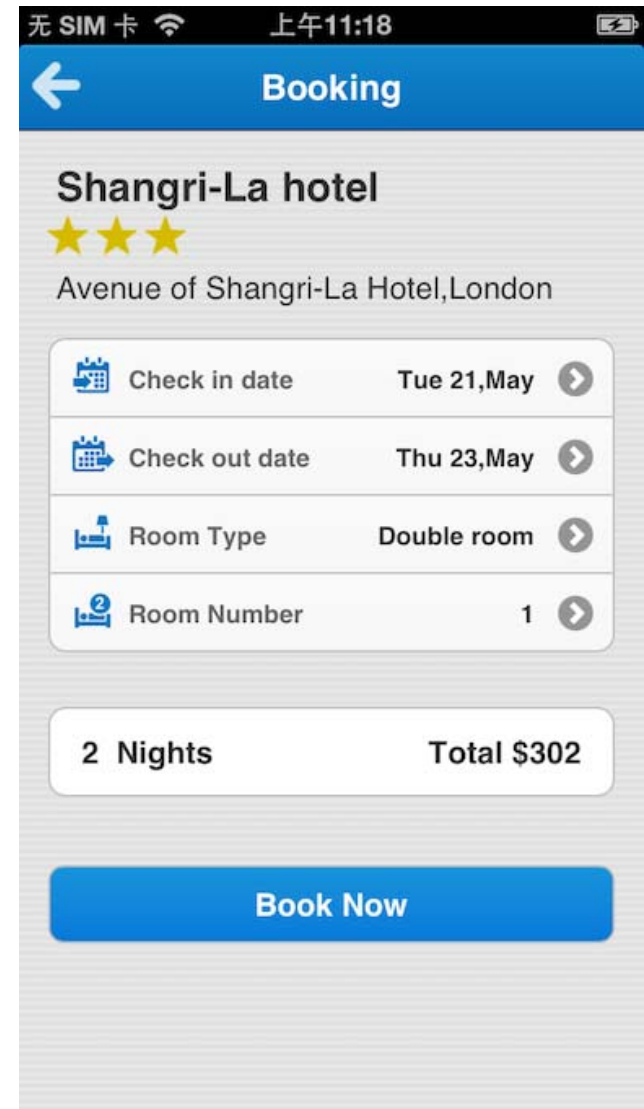 无 SIM 卡 上午11:18
Booking
Shangri-La hotel
Avenue of Shangri-La Hotel,London
Check in date Tue 21,May
Check out date Thu 23,May
Room Type Double room
2
Room Number 1
2 Nights Total $302
Book Now